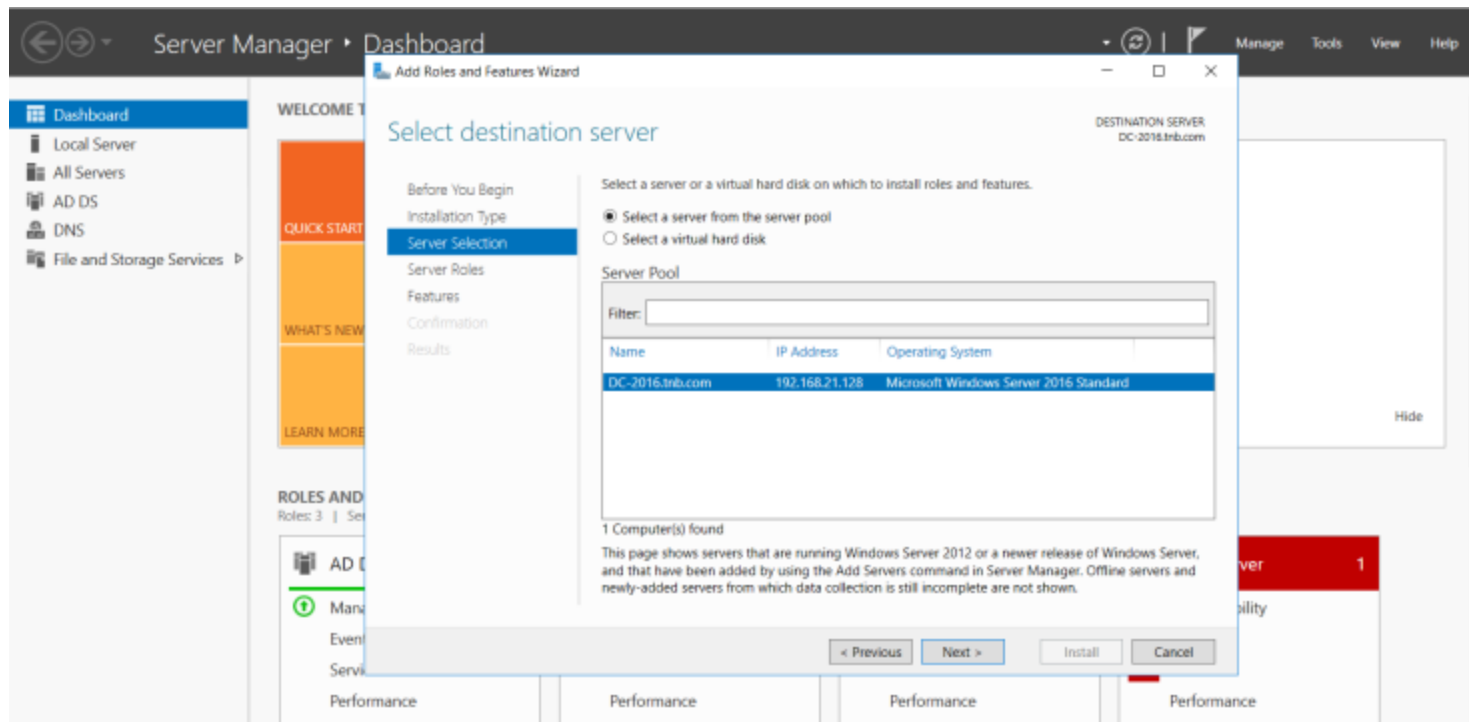 Server Manager • Dashboard
Manage Tools View Help
Dashboard
Local Server
All Servers
AD DS
DNS
File and Storage Services
WELCOME T
QUICK START
WHAT'S NEW
LEARN MORE
Hide
ROLES AND
Roles: 3 | Ser
AD D
Mana
Event
Servi
Performance
Performance
Performance
ver 1
bility
Performance
Add Roles and Features Wizard
Select destination server
DESTINATION SERVER
DC-2016.tnb.com
Before You Begin
Installation Type
Server Selection
Server Roles
Features
Confirmation
Results
Select a server or a virtual hard disk on which to install roles and features.
Select a server from the server pool
Select a virtual hard disk
Server Pool
Filter:
Name IP Address Operating System
DC-2016.tnb.com 192.168.21.128 Microsoft Windows Server 2016 Standard
1 Computer(s) found
This page shows servers that are running Windows Server 2012 or a newer release of Windows Server,
and that have been added by using the Add Servers command in Server Manager. Offline servers and
newly-added servers from which data collection is still incomplete are not shown.
< Previous Next > Install Cancel